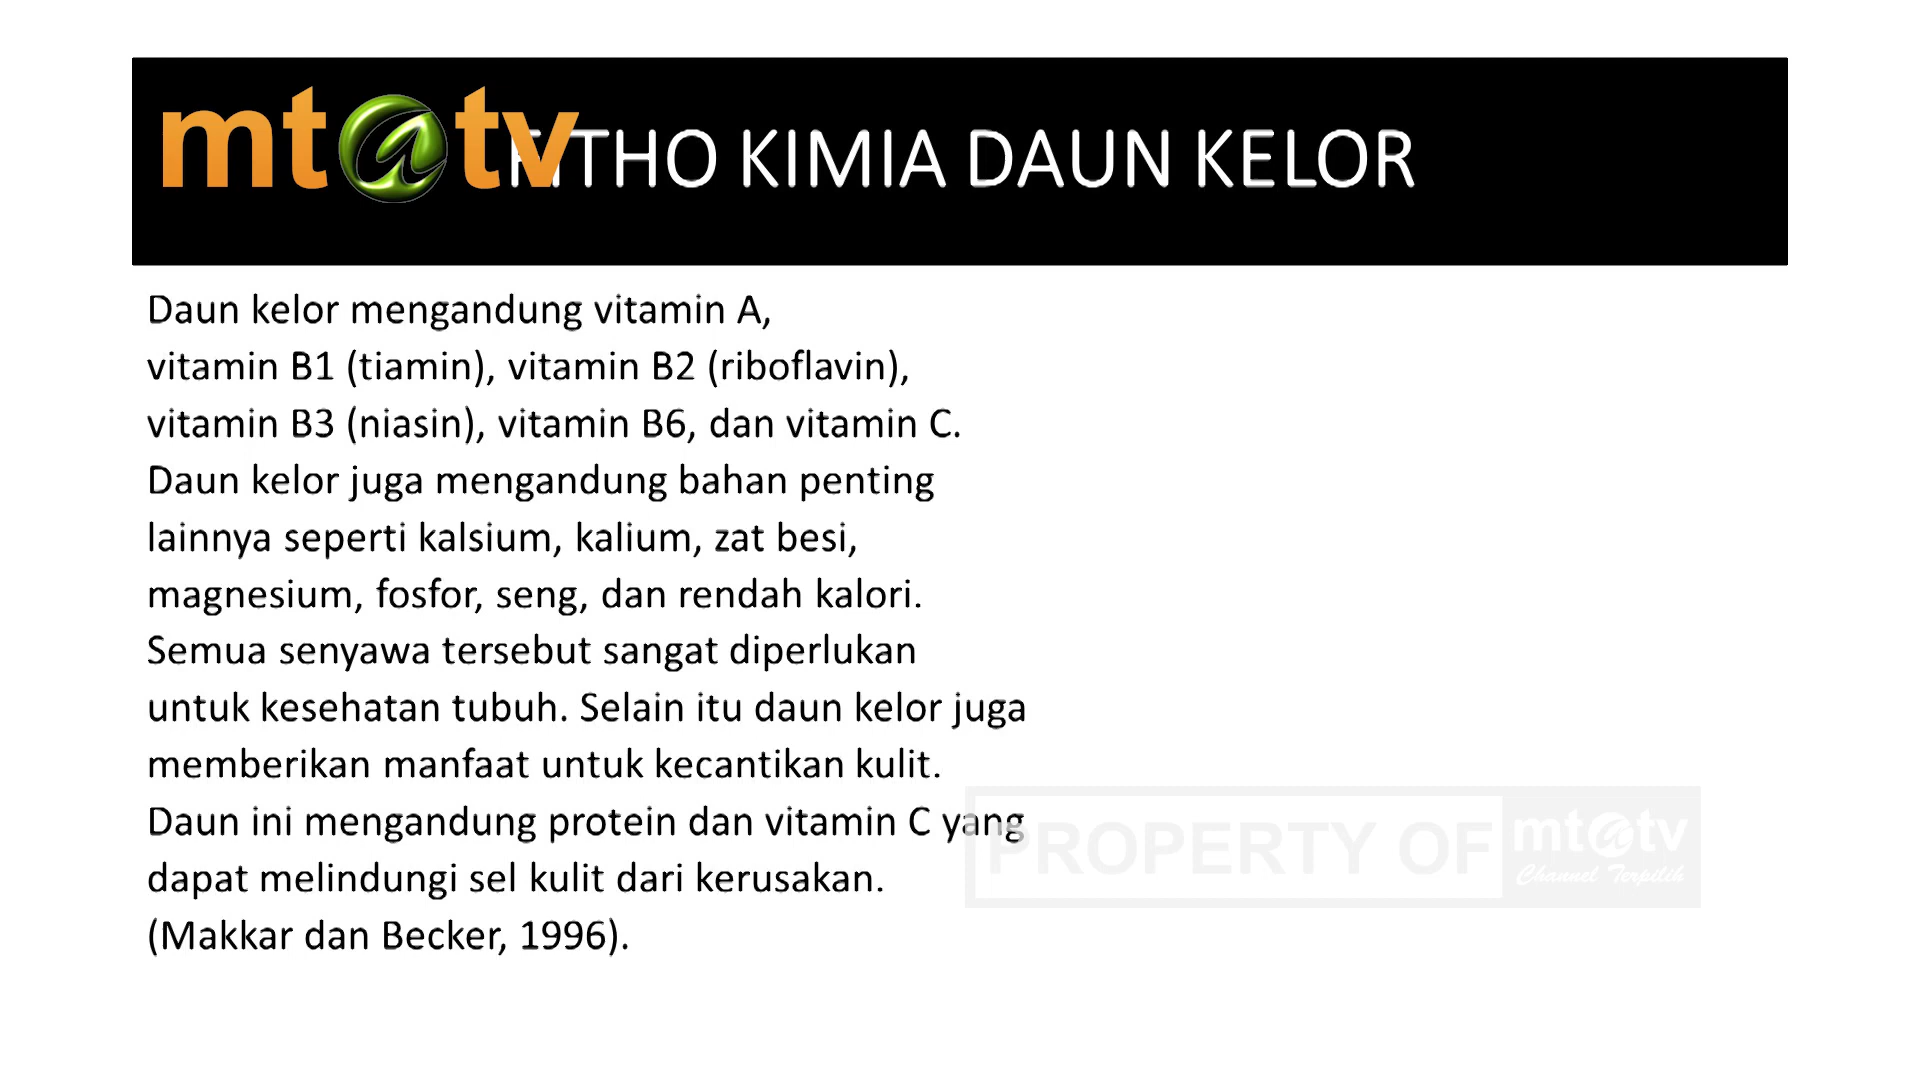 mt@tv
THO KIMIA DAUN KELOR
Daun kelor mengandung vitamin A,
vitamin B1 (tiamin), vitamin B2 (riboflavin),
vitamin B3 (niasin), vitamin B6, dan vitamin C.
Daun kelor juga mengandung bahan penting
lainnya seperti kalsium, kalium, zat besi,
magnesium, fosfor, seng, dan rendah kalori.
Semua senyawa tersebut sangat diperlukan
untuk kesehatan tubuh. Selain itu daun kelor juga
memberikan manfaat untuk kecantikan kulit.
Daun ini mengandung protein dan vitamin C yang
dapat melindungi sel kulit dari kerusakan.
(Makkar dan Becker, 1996).
PROPERTY OF mt@tv
Channel Terpilih